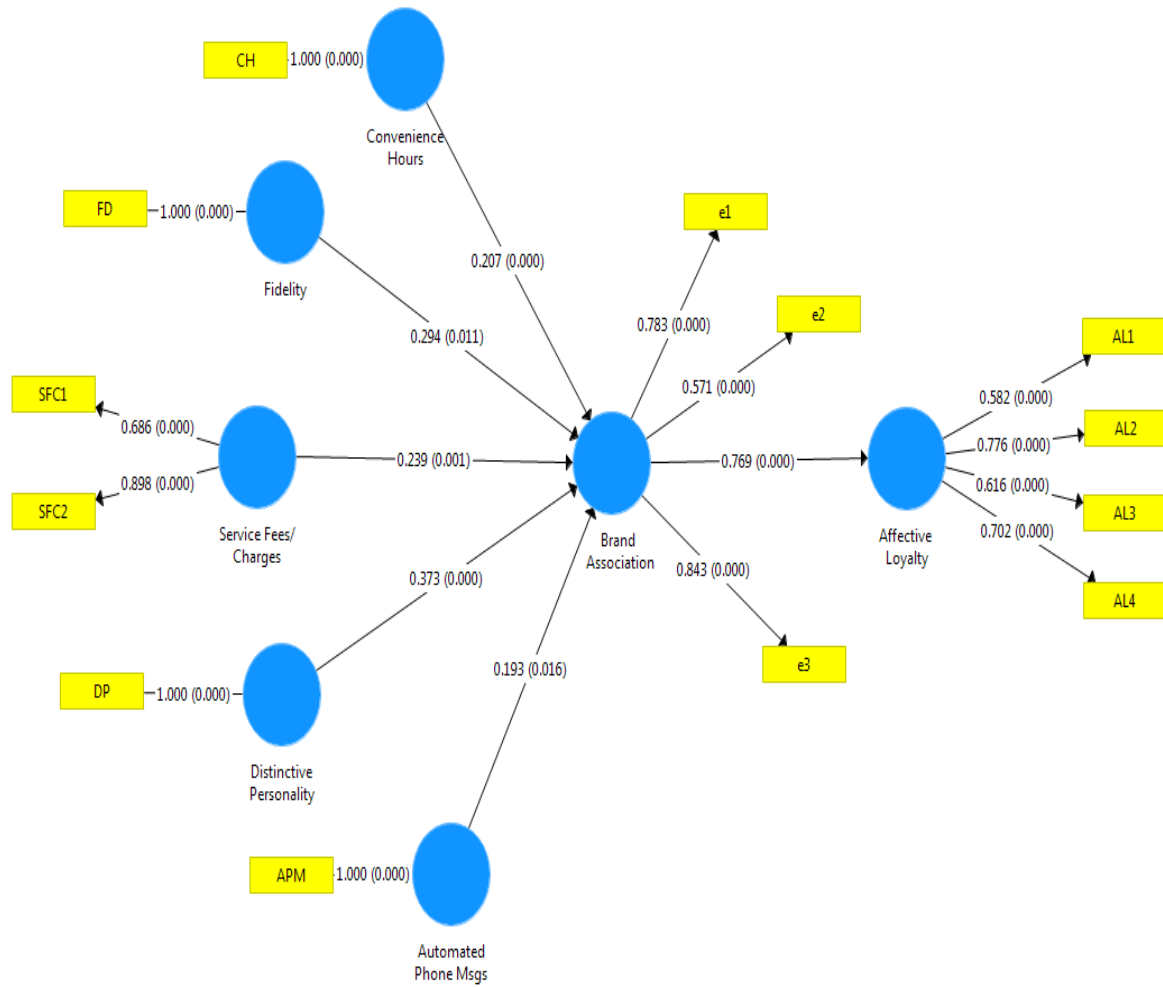 CH
1.000 (0.000)
Convenience
Hours
FD
1.000 (0.000)
Fidelity
0.207 (0.000)
e1
0.294 (0.011)
0.783 (0.000)
e2
0.571 (0.000)
SFC1
0.686 (0.000)
SFC2
0.898 (0.000)
Service Fees/
Charges
0.239 (0.001)
Brand
Association
0.769 (0.000)
Affective
Loyalty
AL1
0.582 (0.000)
AL2
0.776 (0.000)
AL3
0.616 (0.000)
AL4
0.702 (0.000)
0.373 (0.000)
0.843 (0.000)
e3
DP
1.000 (0.000)
Distinctive
Personality
0.193 (0.016)
APM
1.000 (0.000)
Automated
Phone Msgs